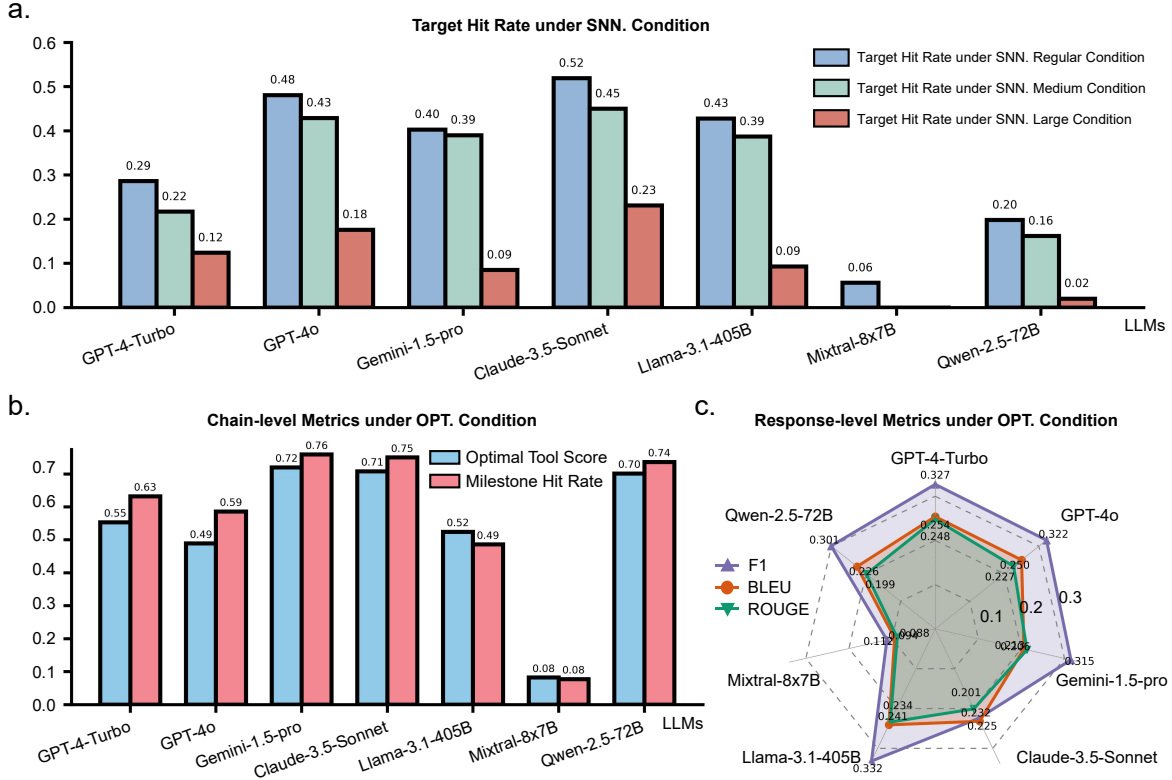 a.
Target Hit Rate under SNN. Condition
0.6
0.5
0.4
0.3
0.2
0.1
0.0
Target Hit Rate under SNN. Regular Condition
Target Hit Rate under SNN. Medium Condition
Target Hit Rate under SNN. Large Condition
0.29
0.22
0.12
0.48
0.43
0.18
0.40
0.39
0.09
0.52
0.45
0.23
0.43
0.39
0.09
0.06
0.20
0.16
0.02
GPT-4-Turbo
GPT-4o
Gemini-1.5-pro
Claude-3.5-Sonnet
Llama-3.1-405B
Mixtral-8x7B
Qwen-2.5-72B
LLMs
b.
Chain-level Metrics under OPT. Condition
0.7
0.6
0.5
0.4
0.3
0.2
0.1
0.0
Optimal Tool Score
Milestone Hit Rate
0.55
0.63
0.49
0.59
0.72
0.76
0.71
0.75
0.52
0.49
0.08
0.08
0.70
0.74
GPT-4-Turbo
GPT-4o
Gemini-1.5-pro
Claude-3.5-Sonnet
Llama-3.1-405B
Mixtral-8x7B
Qwen-2.5-72B
LLMs
c.
Response-level Metrics under OPT. Condition
GPT-4-Turbo
0.327
0.254
0.248
GPT-4o
0.322
0.250
0.227
Qwen-2.5-72B
0.301
0.226
0.199
F1
BLEU
ROUGE
0.1
0.2
0.3
0.112
0.094
0.088
Mixtral-8x7B
0.315
Gemini-1.5-pro
0.201
0.232
0.225
Claude-3.5-Sonnet
0.234
0.241
0.332
Llama-3.1-405B